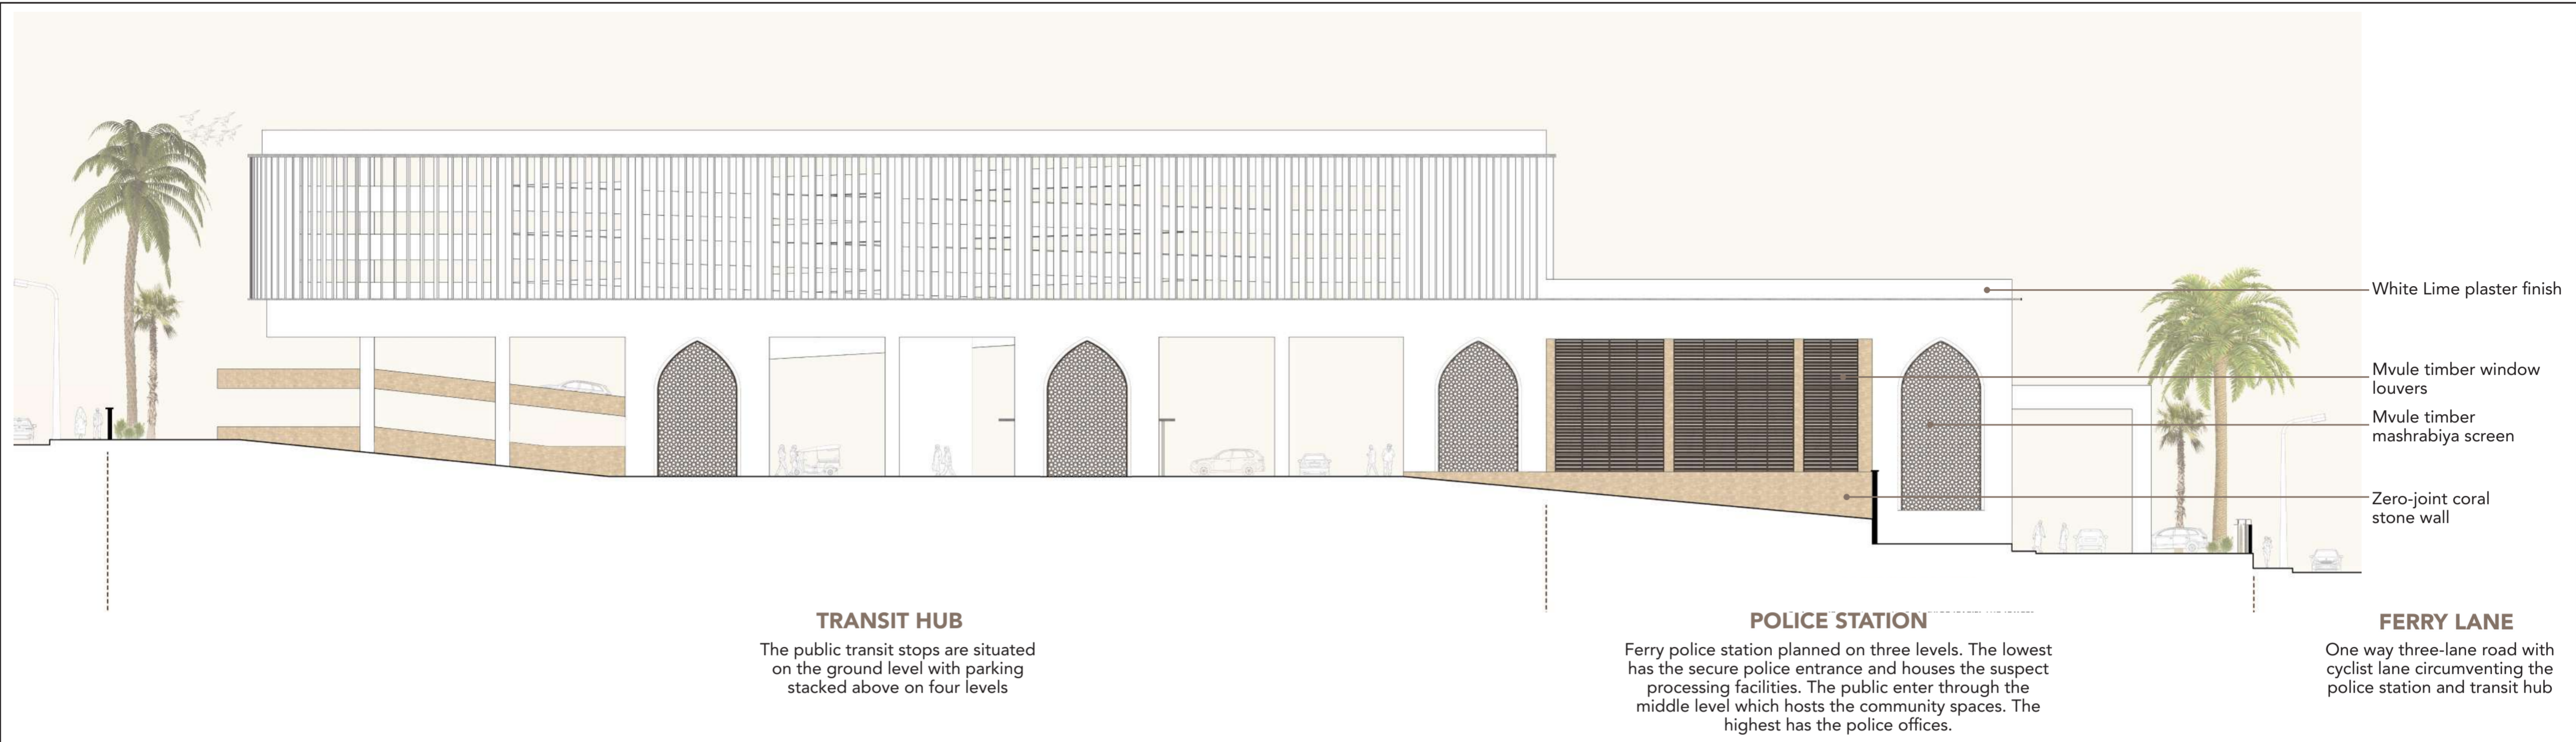 White Lime plaster finish
Mvule timber window
louvers
Mvule timber
mashrabiya screen
Zero-joint coral
stone wall
TRANSIT HUB
The public transit stops are situated
on the ground level with parking
stacked above on four levels
POLICE STATION
Ferry police station planned on three levels. The lowest
has the secure police entrance and houses the suspect
processing facilities. The public enter through the
middle level which hosts the community spaces. The
highest has the police offices.
FERRY LANE
One way three-lane road with
cyclist lane circumventing the
police station and transit hub